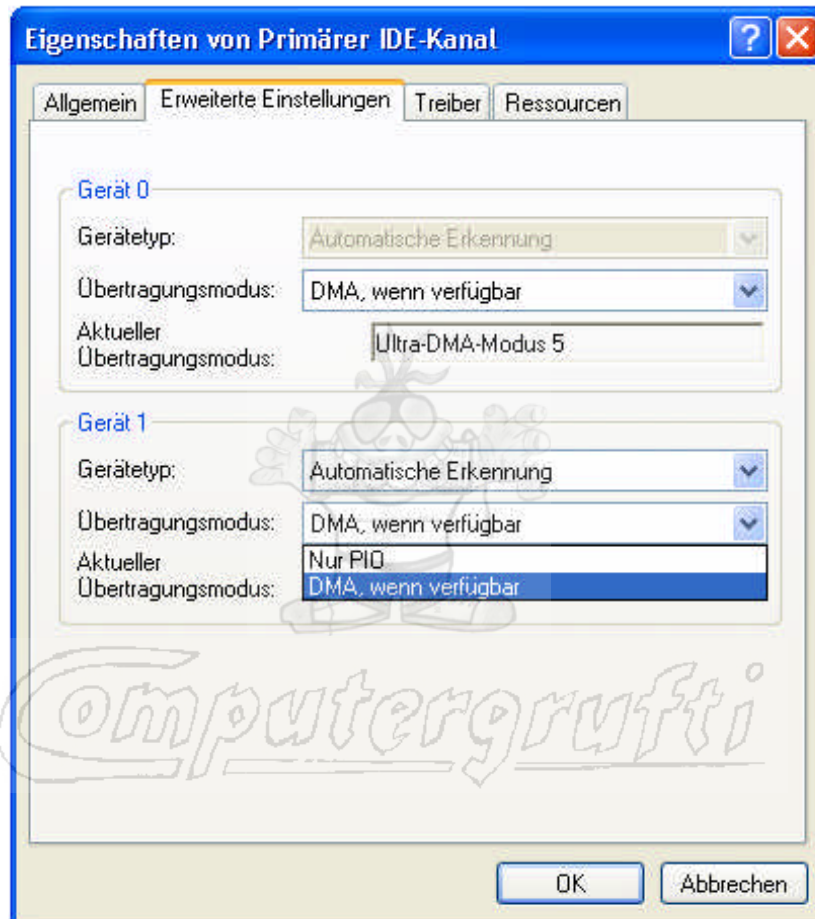 Eigenschaften von Primärer IDE-Kanal
Allgemein Erweiterte Einstellungen Treiber Ressourcen
Gerät 0
Gerätetyp: Automatische Erkennung
Übertragungsmodus: DMA, wenn verfügbar
Aktueller
Übertragungsmodus: Ultra-DMA-Modus 5
Gerät 1
Gerätetyp: Automatische Erkennung
Übertragungsmodus: DMA, wenn verfügbar
Nur PIO
DMA, wenn verfügbar
Aktueller
Übertragungsmodus:
Computergrufti
OK Abbrechen